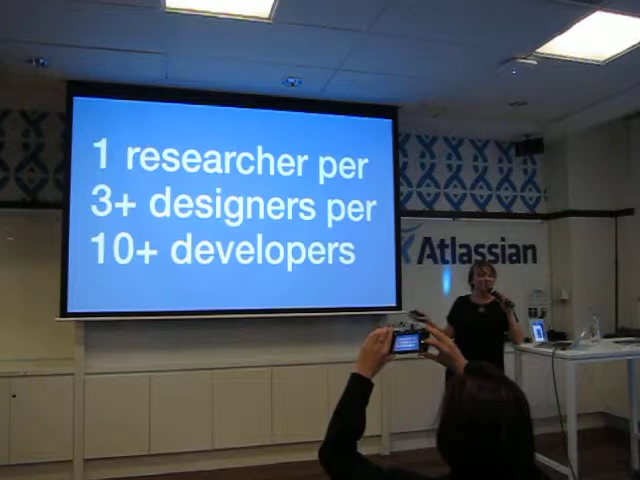 1 researcher per
3+ designers per
10+ developers
Atlassian